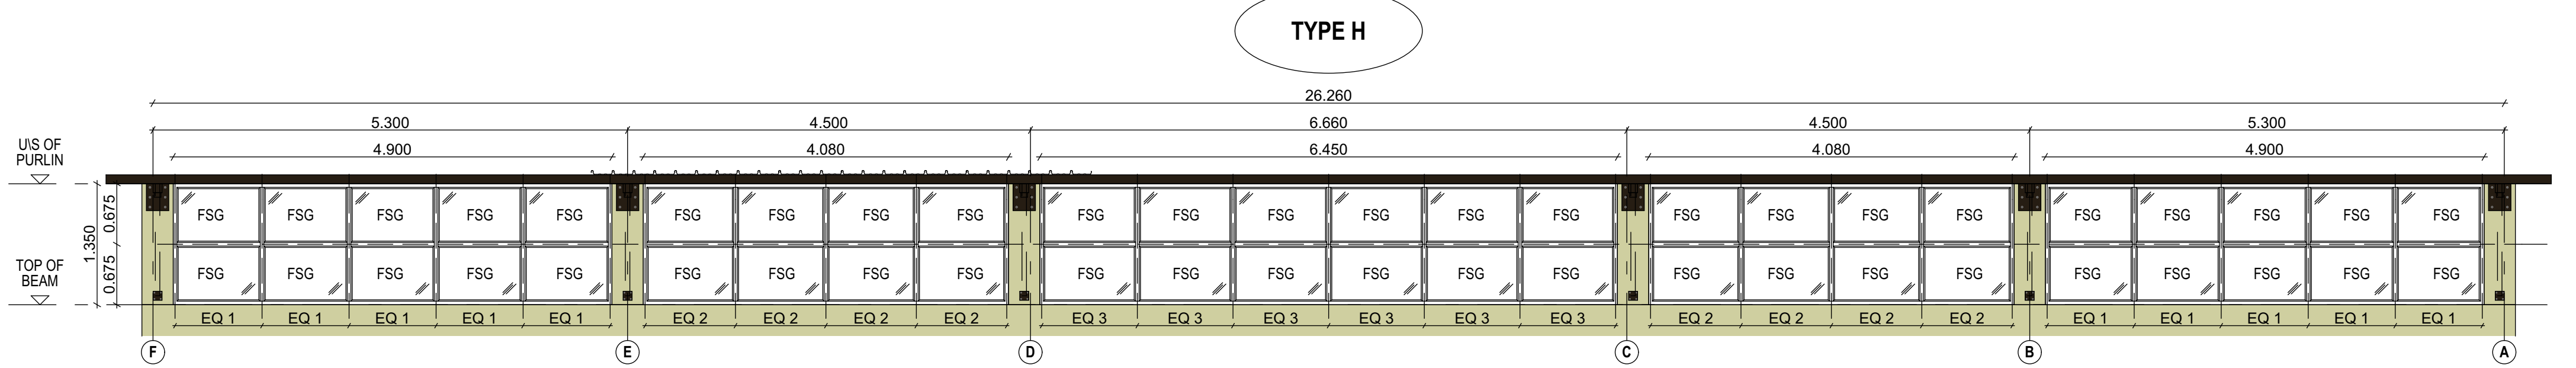 TYPE H
26.260
5.300 4.500 6.660 4.500 5.300
4.900 4.080 6.450 4.080 4.900
U\S OF
PURLIN
TOP OF
BEAM
1.350
0.675
0.675
FSG FSG FSG FSG FSG FSG FSG FSG FSG FSG FSG FSG FSG FSG FSG FSG FSG FSG FSG FSG FSG FSG FSG FSG
FSG FSG FSG FSG FSG FSG FSG FSG FSG FSG FSG FSG FSG FSG FSG FSG FSG FSG FSG FSG FSG FSG FSG FSG
EQ 1 EQ 1 EQ 1 EQ 1 EQ 1 EQ 2 EQ 2 EQ 2 EQ 2 EQ 3 EQ 3 EQ 3 EQ 3 EQ 3 EQ 3 EQ 2 EQ 2 EQ 2 EQ 2 EQ 1 EQ 1 EQ 1 EQ 1 EQ 1
F E D C B A